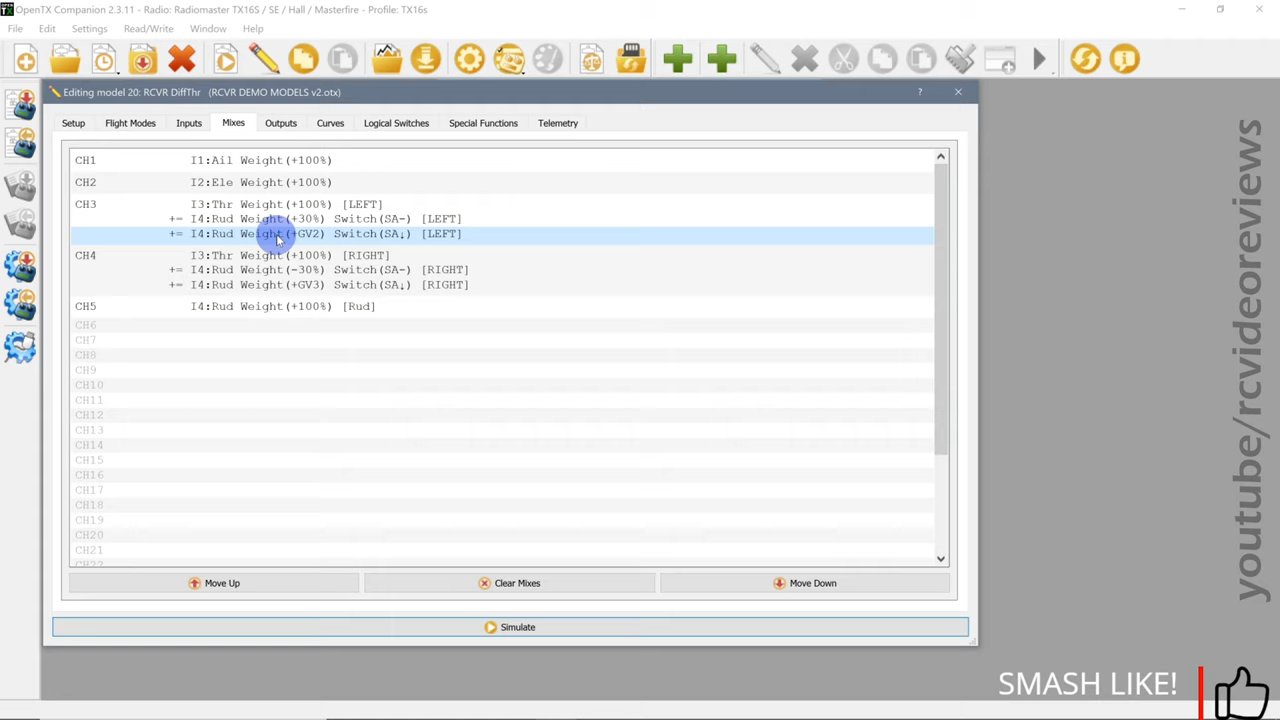 OpenTX Companion 2.3.11 - Radio: Radiomaster TX16S / SE / Hall / Masterfire - Profile: TX16s
File Edit Settings Read/Write Window Help
Editing model 20: RCVR DiffThr (RCVR DEMO MODELS v2.otx)
Setup Flight Modes Inputs Mixes Outputs Curves Logical Switches Special Functions Telemetry
CH1 I1:Ail Weight(+100%)
CH2 I2:Ele Weight(+100%)
CH3 I3:Thr Weight(+100%) [LEFT]
+= I4:Rud Weight(+30%) Switch(SA-) [LEFT]
+= I4:Rud Weight(+GV2) Switch(SA↓) [LEFT]
CH4 I3:Thr Weight(+100%) [RIGHT]
+= I4:Rud Weight(-30%) Switch(SA-) [RIGHT]
+= I4:Rud Weight(+GV3) Switch(SA↓) [RIGHT]
CH5 I4:Rud Weight(+100%) [Rud]
CH6
CH7
CH8
CH9
CH10
CH11
CH12
CH13
CH14
CH15
CH16
CH17
CH18
CH19
CH20
CH21
CH22
Move Up Clear Mixes Move Down
Simulate
youtube/rcvideoreviews
SMASH LIKE!